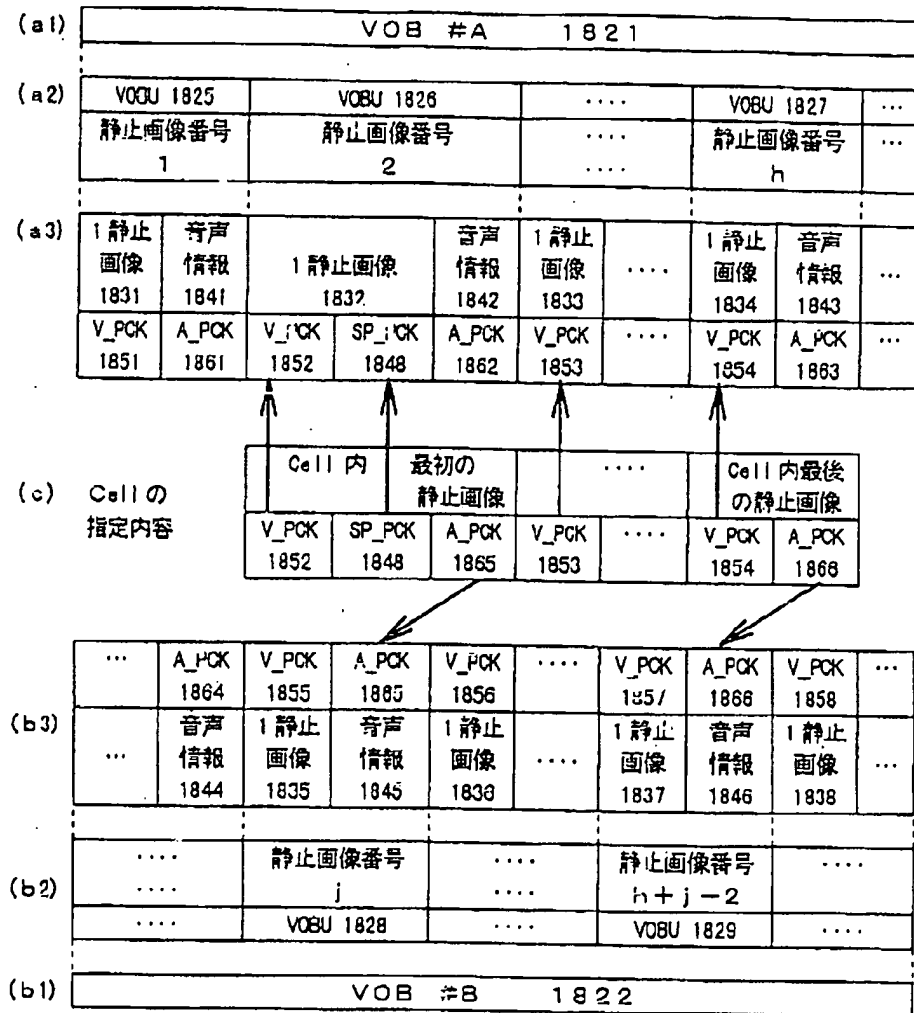 (a1) VOB #A 1821
(a2) VOBU 1825 VOBU 1826 ‥‥ VOBU 1827 …
静止画像番号 静止画像番号 ‥‥ 静止画像番号 …
1 2 ‥‥ h
(a3) 1静止 音声 1静止画像 音声 1静止 ‥‥ 1静止 音声 …
画像 情報 1832 情報 画像 画像 情報
1831 1841 1842 1833 1834 1843
V_PCK A_PCK V_PCK SP_PCK A_PCK V_PCK ‥‥ V_PCK A_PCK …
1851 1861 1852 1848 1862 1853 1854 1863
(c) Cellの Cell内 最初の ‥‥ Cell内最後
指定内容 静止画像 の静止画像
V_PCK SP_PCK A_PCK V_PCK ‥‥ V_PCK A_PCK
1852 1848 1865 1853 1854 1866
… A_PCK V_PCK A_PCK V_PCK ‥‥ V_PCK A_PCK V_PCK …
1864 1855 1865 1856 1857 1866 1858
(b3) … 音声 1静止 音声 1静止 ‥‥ 1静止 音声 1静止 …
情報 画像 情報 画像 画像 情報 画像
1844 1835 1845 1836 1837 1846 1838
(b2) ‥‥ 静止画像番号 ‥‥ 静止画像番号 ‥‥
‥‥ j ‥‥ h+j-2
‥‥ VOBU 1828 ‥‥ VOBU 1829 ‥‥
(b1) VOB #B 1822